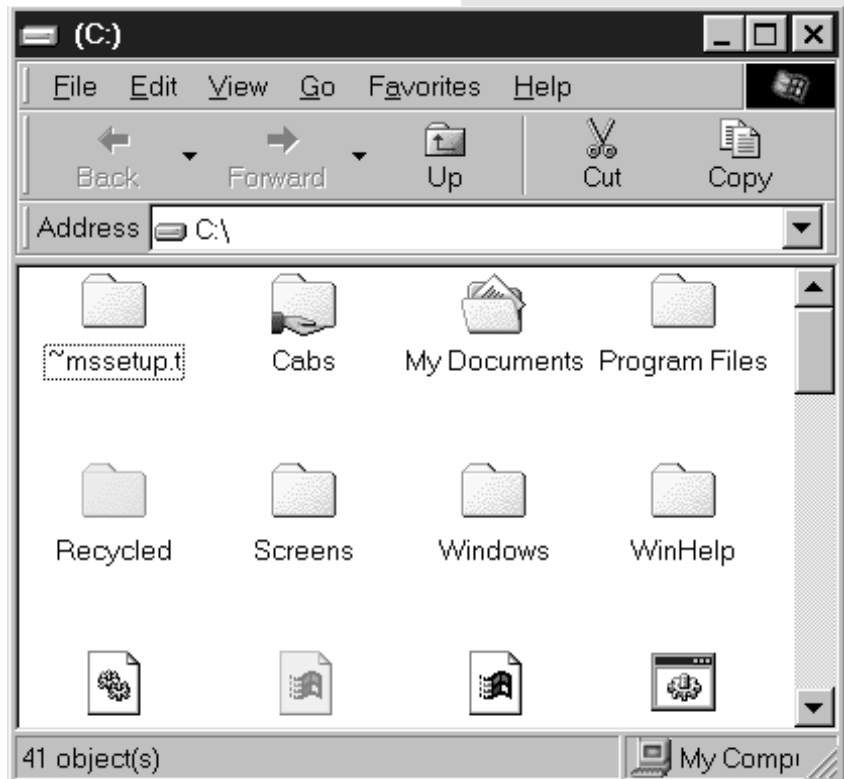 (C:)
File Edit View Go Favorites Help
Back Forward Up Cut Copy
Address C:\
~mssetup.t Cabs My Documents Program Files
Recycled Screens Windows WinHelp
41 object(s) My Compu